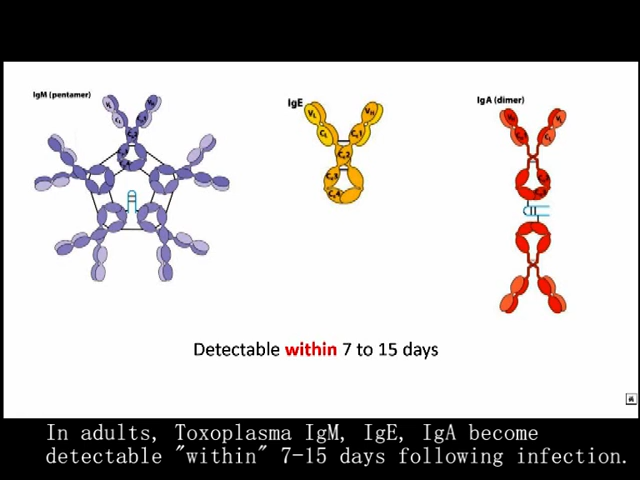 IgM (pentamer)
IgE
IgA (dimer)
Detectable within 7 to 15 days
In adults, Toxoplasma IgM, IgE, IgA become
detectable "within" 7-15 days following infection.